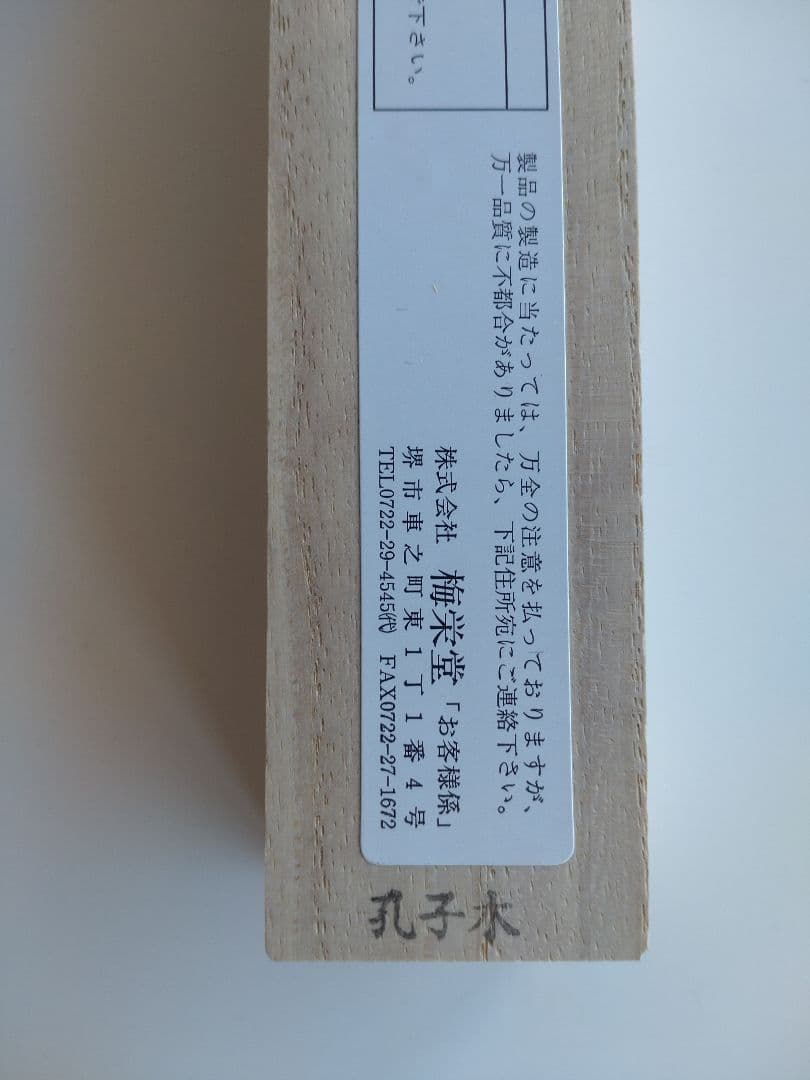 下さい。
製品の製造に当たっては、万全の注意を払っておりますが、
万一品質に不都合がありましたら、下記住所宛にご連絡下さい。
株式会社 梅栄堂「お客様係」
堺市車之町東1丁1番4号
TEL0722-29-4545㈹ FAX0722-27-1672
孔子水